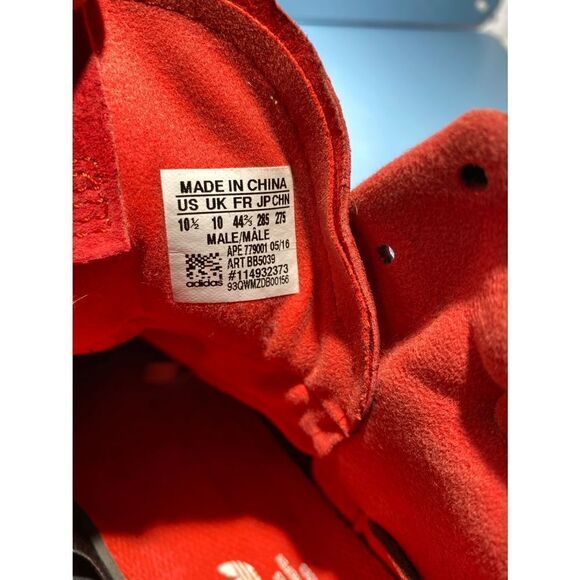 MADE IN CHINA
US UK FR JP CHN
10½ 10 44⅔ 285 275
MALE/MÂLE
APE 779001 05/16
ART BB5039
#114932373
93QWMZDB00156
adidas